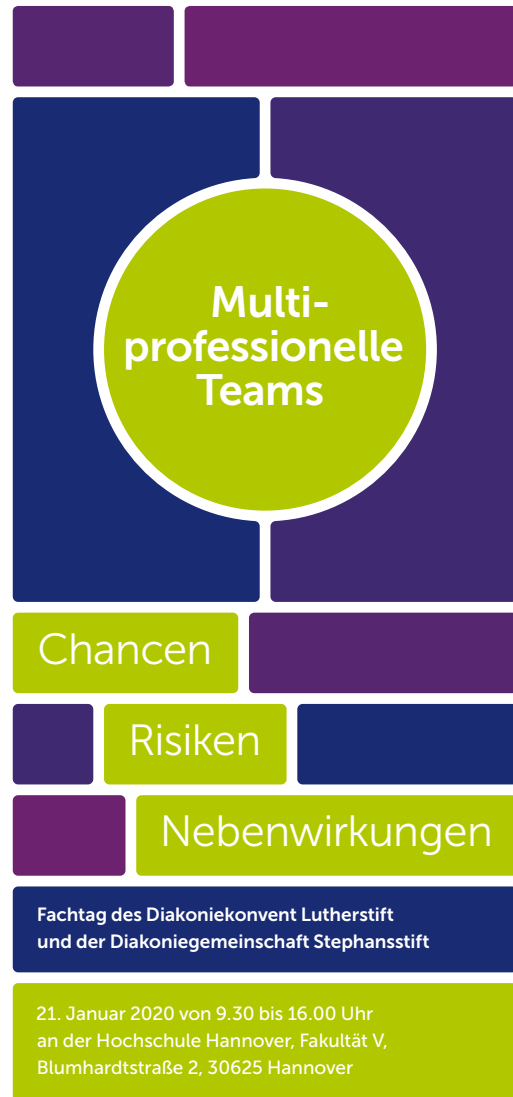 Multi-
professionelle
Teams
Chancen
Risiken
Nebenwirkungen
Fachtag des Diakoniekonvent Lutherstift
und der Diakoniegemeinschaft Stephansstift
21. Januar 2020 von 9.30 bis 16.00 Uhr
an der Hochschule Hannover, Fakultät V,
Blumhardtstraße 2, 30625 Hannover